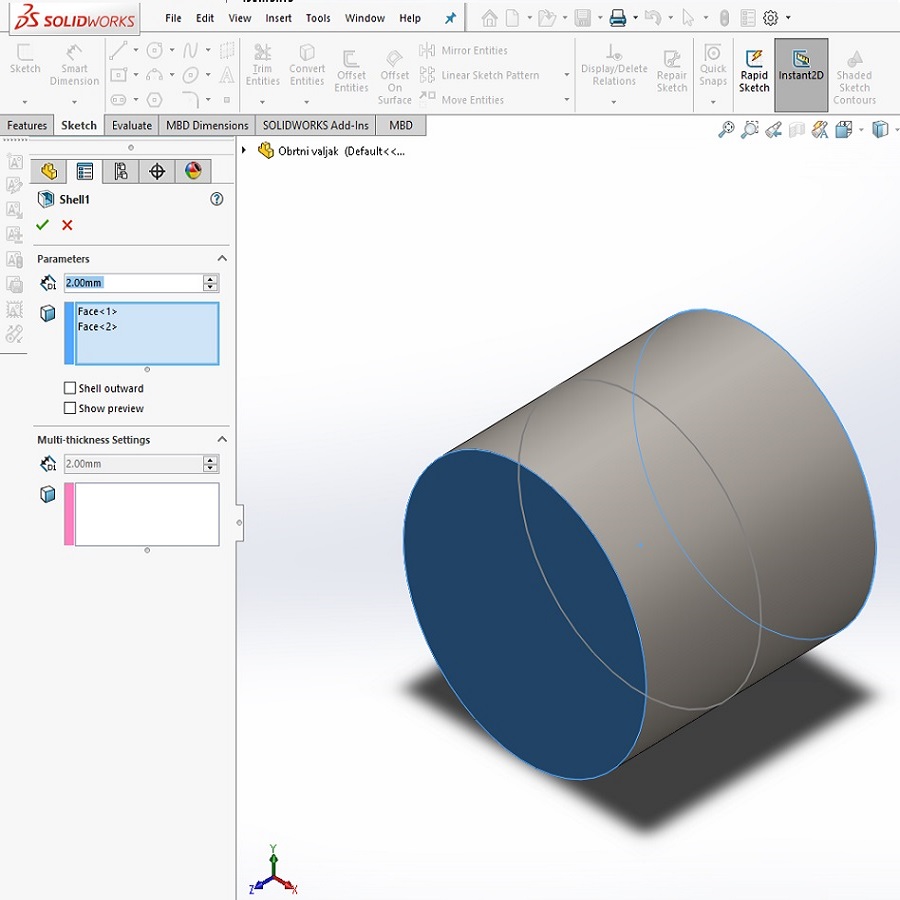 SOLIDWORKS File Edit View Insert Tools Window Help
Sketch Smart Dimension Trim Entities Convert Entities Offset Entities Offset On Surface Mirror Entities Linear Sketch Pattern Move Entities Display/Delete Relations Repair Sketch Quick Snaps Rapid Sketch Instant2D Shaded Sketch Contours
Features Sketch Evaluate MBD Dimensions SOLIDWORKS Add-Ins MBD
Obrtni valjak (Default<<...
Shell1
Parameters
2.00mm
Face<1>
Face<2>
Shell outward
Show preview
Multi-thickness Settings
2.00mm
Y
Z X